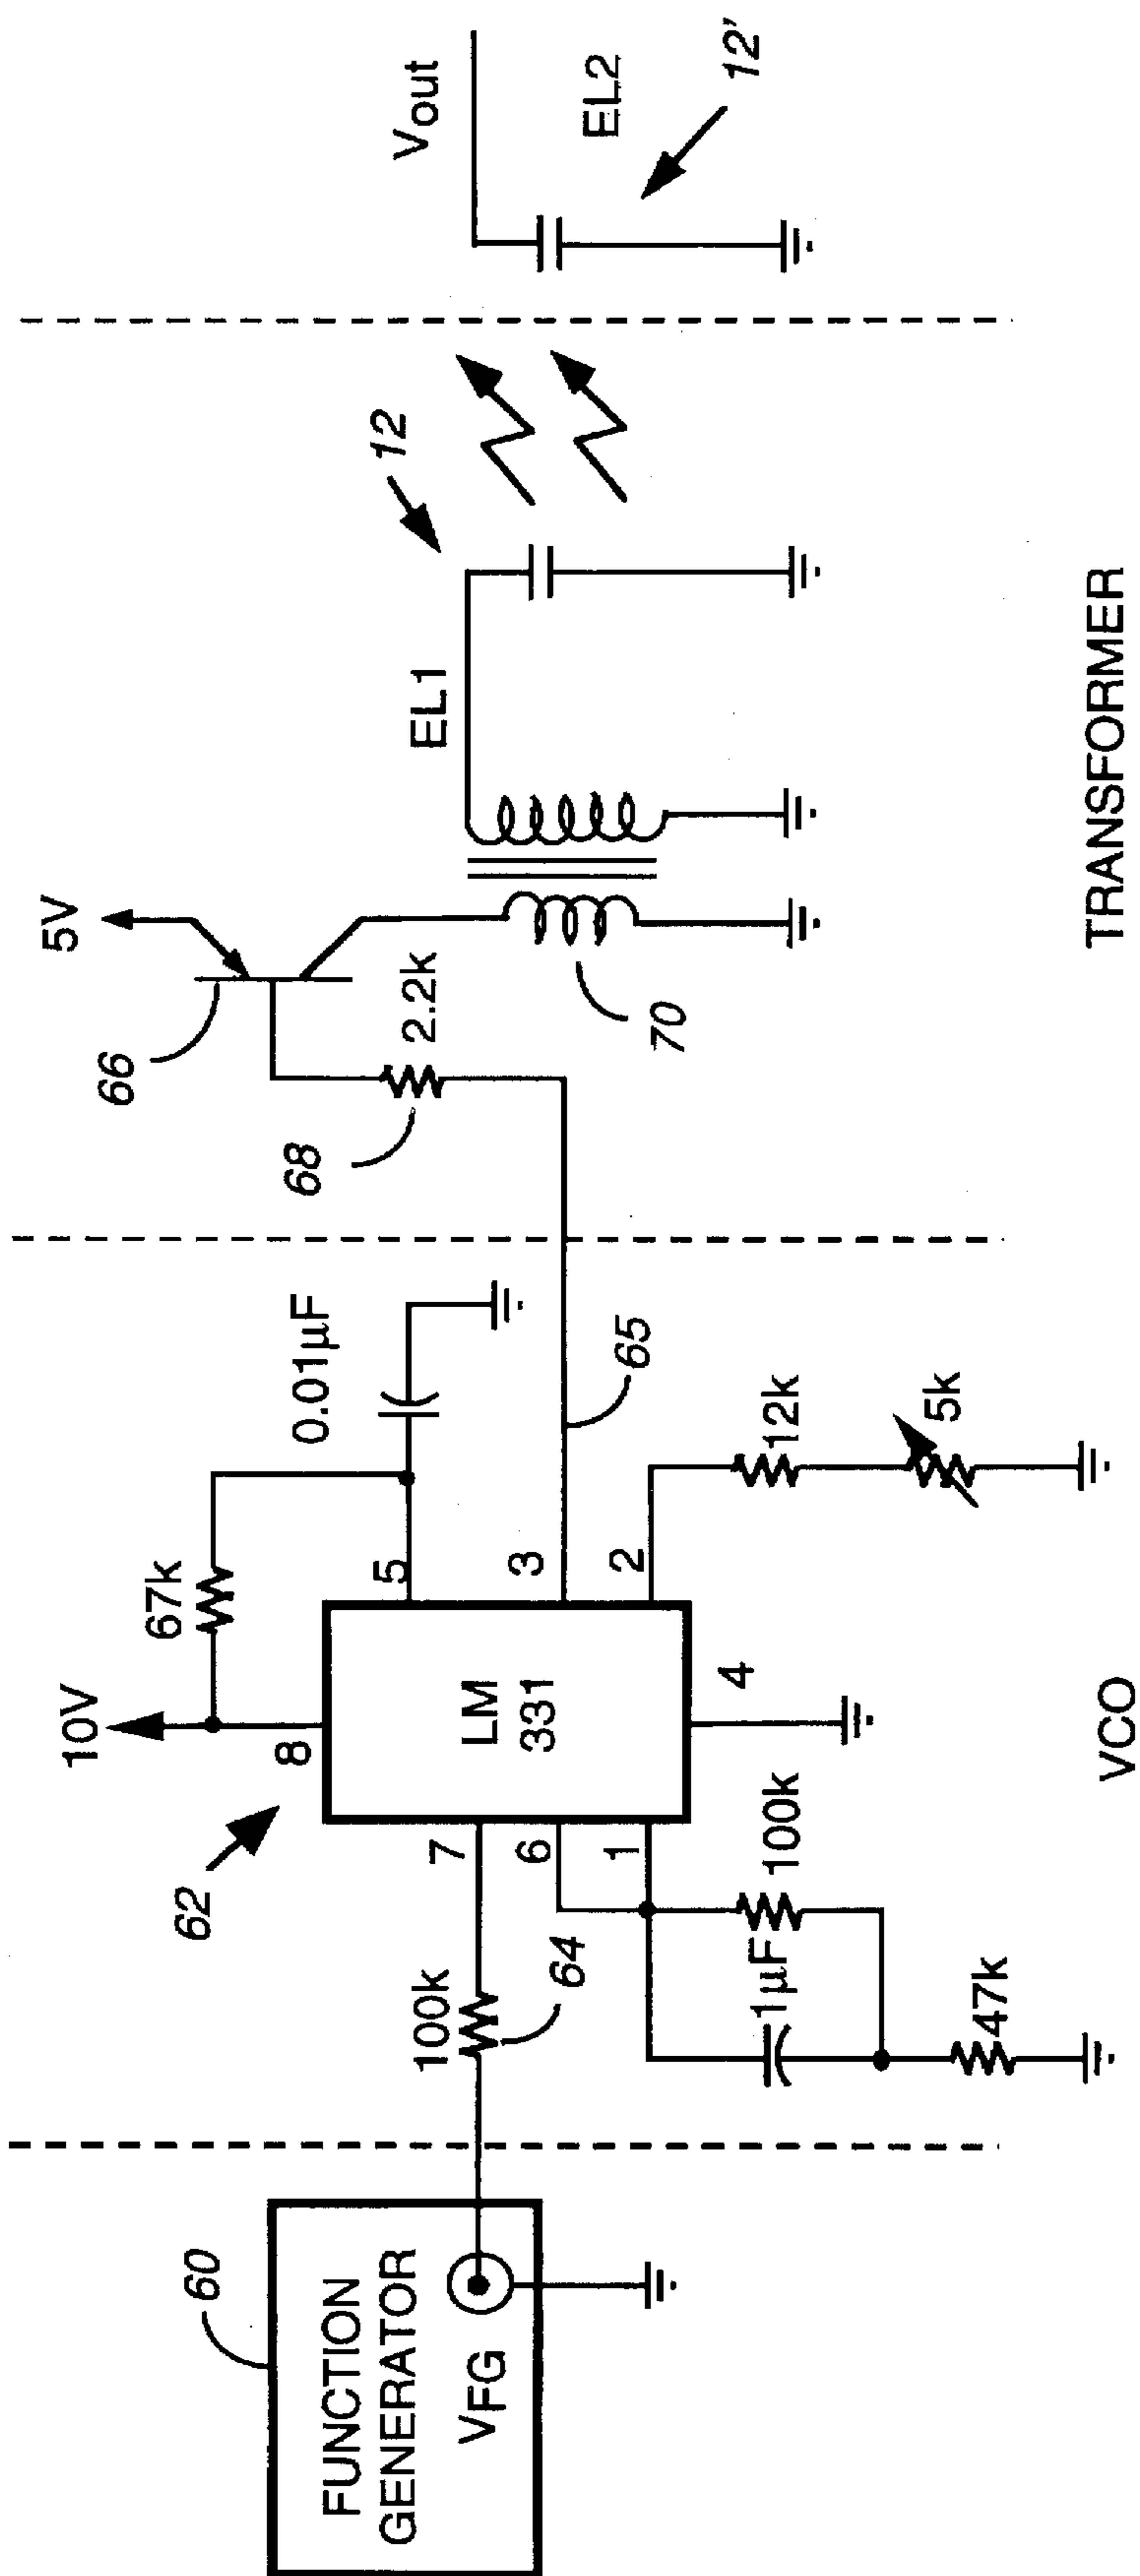 60
FUNCTION
GENERATOR
VFG
62
10V
67k
0.01μF
8
7
6
1
5
3
2
4
LM
331
100k
64
1μF
100k
47k
12k
5k
65
VCO
66
5V
68
2.2k
70
EL1
12
TRANSFORMER
Vout
EL2
12'